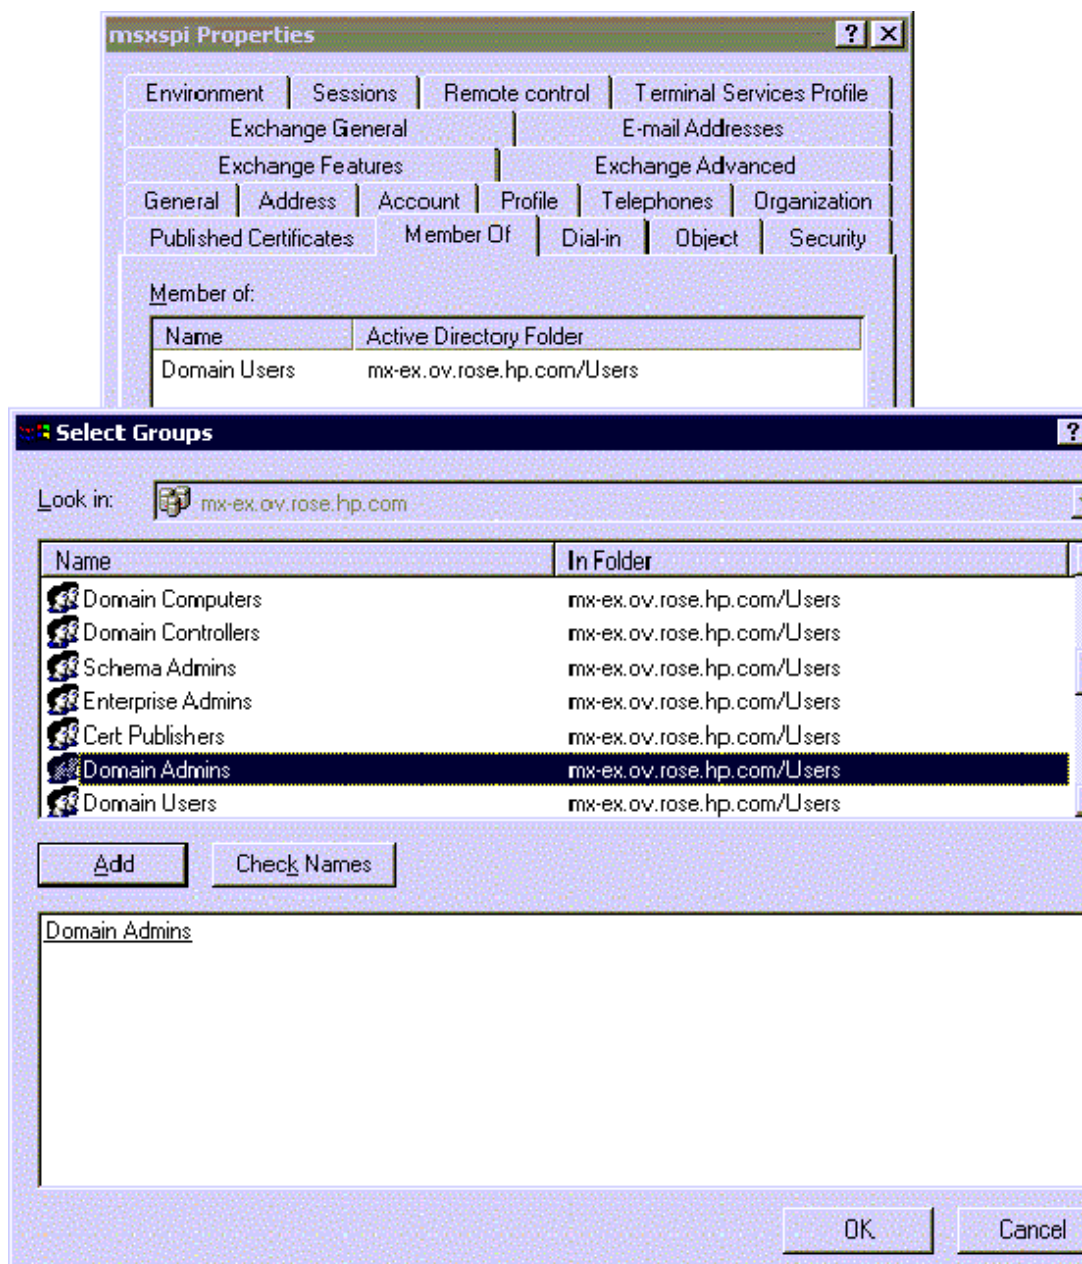 msxspi Properties
Environment Sessions Remote control Terminal Services Profile
Exchange General E-mail Addresses
Exchange Features Exchange Advanced
General Address Account Profile Telephones Organization
Published Certificates Member Of Dial-in Object Security
Member of:
Name Active Directory Folder
Domain Users mx-ex.ov.rose.hp.com/Users
Select Groups
Look in: mx-ex.ov.rose.hp.com
Name In Folder
Domain Computers mx-ex.ov.rose.hp.com/Users
Domain Controllers mx-ex.ov.rose.hp.com/Users
Schema Admins mx-ex.ov.rose.hp.com/Users
Enterprise Admins mx-ex.ov.rose.hp.com/Users
Cert Publishers mx-ex.ov.rose.hp.com/Users
Domain Admins mx-ex.ov.rose.hp.com/Users
Domain Users mx-ex.ov.rose.hp.com/Users
Add Check Names
Domain Admins
OK Cancel